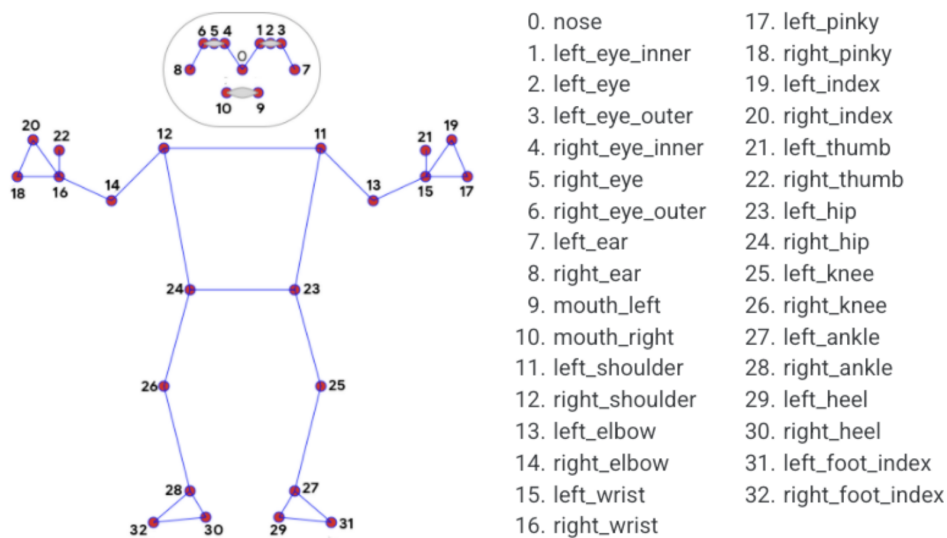 6 5 4 1 2 3
0
8 7
10 9
20 22 12 11 21 19
18 16 14 13 15 17
24 23
26 25
28 27
32 30 29 31
0. nose
1. left_eye_inner
2. left_eye
3. left_eye_outer
4. right_eye_inner
5. right_eye
6. right_eye_outer
7. left_ear
8. right_ear
9. mouth_left
10. mouth_right
11. left_shoulder
12. right_shoulder
13. left_elbow
14. right_elbow
15. left_wrist
16. right_wrist
17. left_pinky
18. right_pinky
19. left_index
20. right_index
21. left_thumb
22. right_thumb
23. left_hip
24. right_hip
25. left_knee
26. right_knee
27. left_ankle
28. right_ankle
29. left_heel
30. right_heel
31. left_foot_index
32. right_foot_index